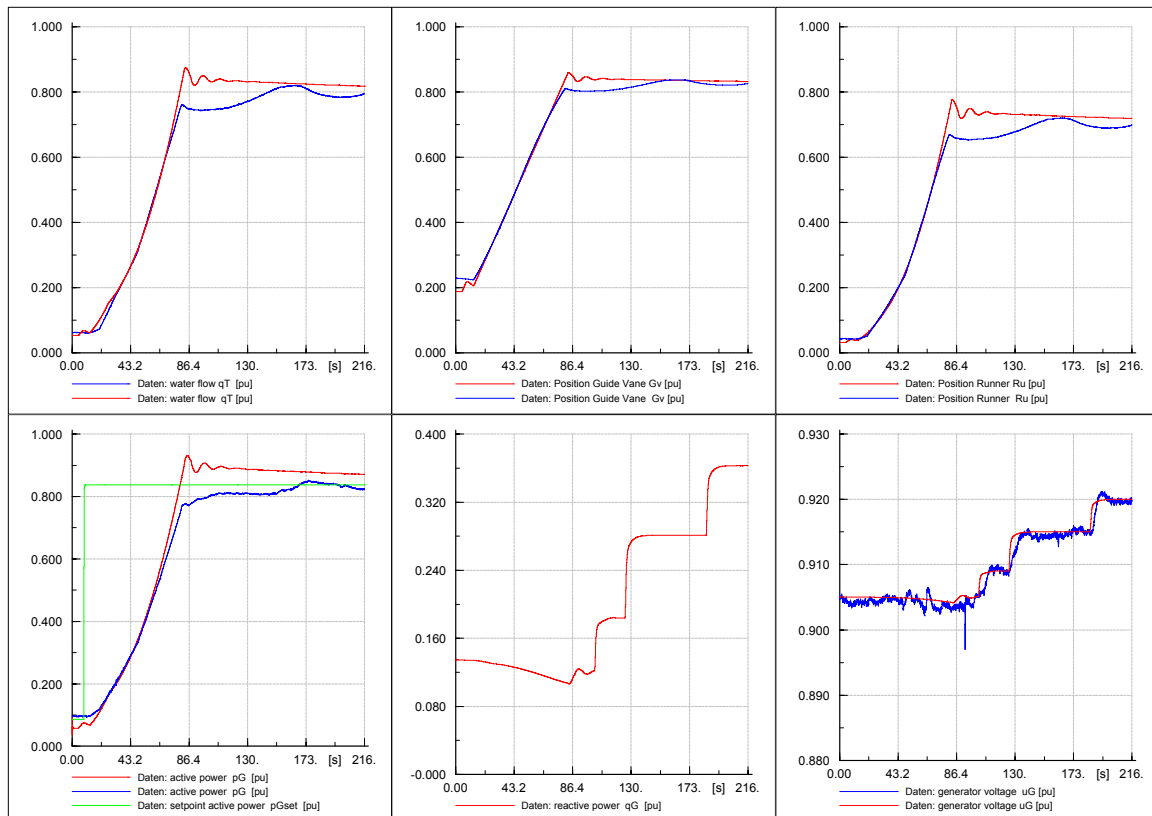 1.000
0.800
0.600
0.400
0.200
0.000
0.00 43.2 86.4 130. 173. [s] 216.
Daten: water flow qT [pu]
Daten: water flow qT [pu]
1.000
0.800
0.600
0.400
0.200
0.000
0.00 43.2 86.4 130. 173. [s] 216.
Daten: Position Guide Vane Gv [pu]
Daten: Position Guide Vane Gv [pu]
1.000
0.800
0.600
0.400
0.200
0.000
0.00 43.2 86.4 130. 173. [s] 216.
Daten: Position Runner Ru [pu]
Daten: Position Runner Ru [pu]
1.000
0.800
0.600
0.400
0.200
0.000
0.00 43.2 86.4 130. 173. [s] 216.
Daten: active power pG [pu]
Daten: active power pG [pu]
Daten: setpoint active power pGset [pu]
0.400
0.320
0.240
0.160
0.080
-0.000
0.00 43.2 86.4 130. 173. [s] 216.
Daten: reactive power qG [pu]
0.930
0.920
0.910
0.900
0.890
0.880
0.00 43.2 86.4 130. 173. [s] 216.
Daten: generator voltage uG [pu]
Daten: generator voltage uG [pu]